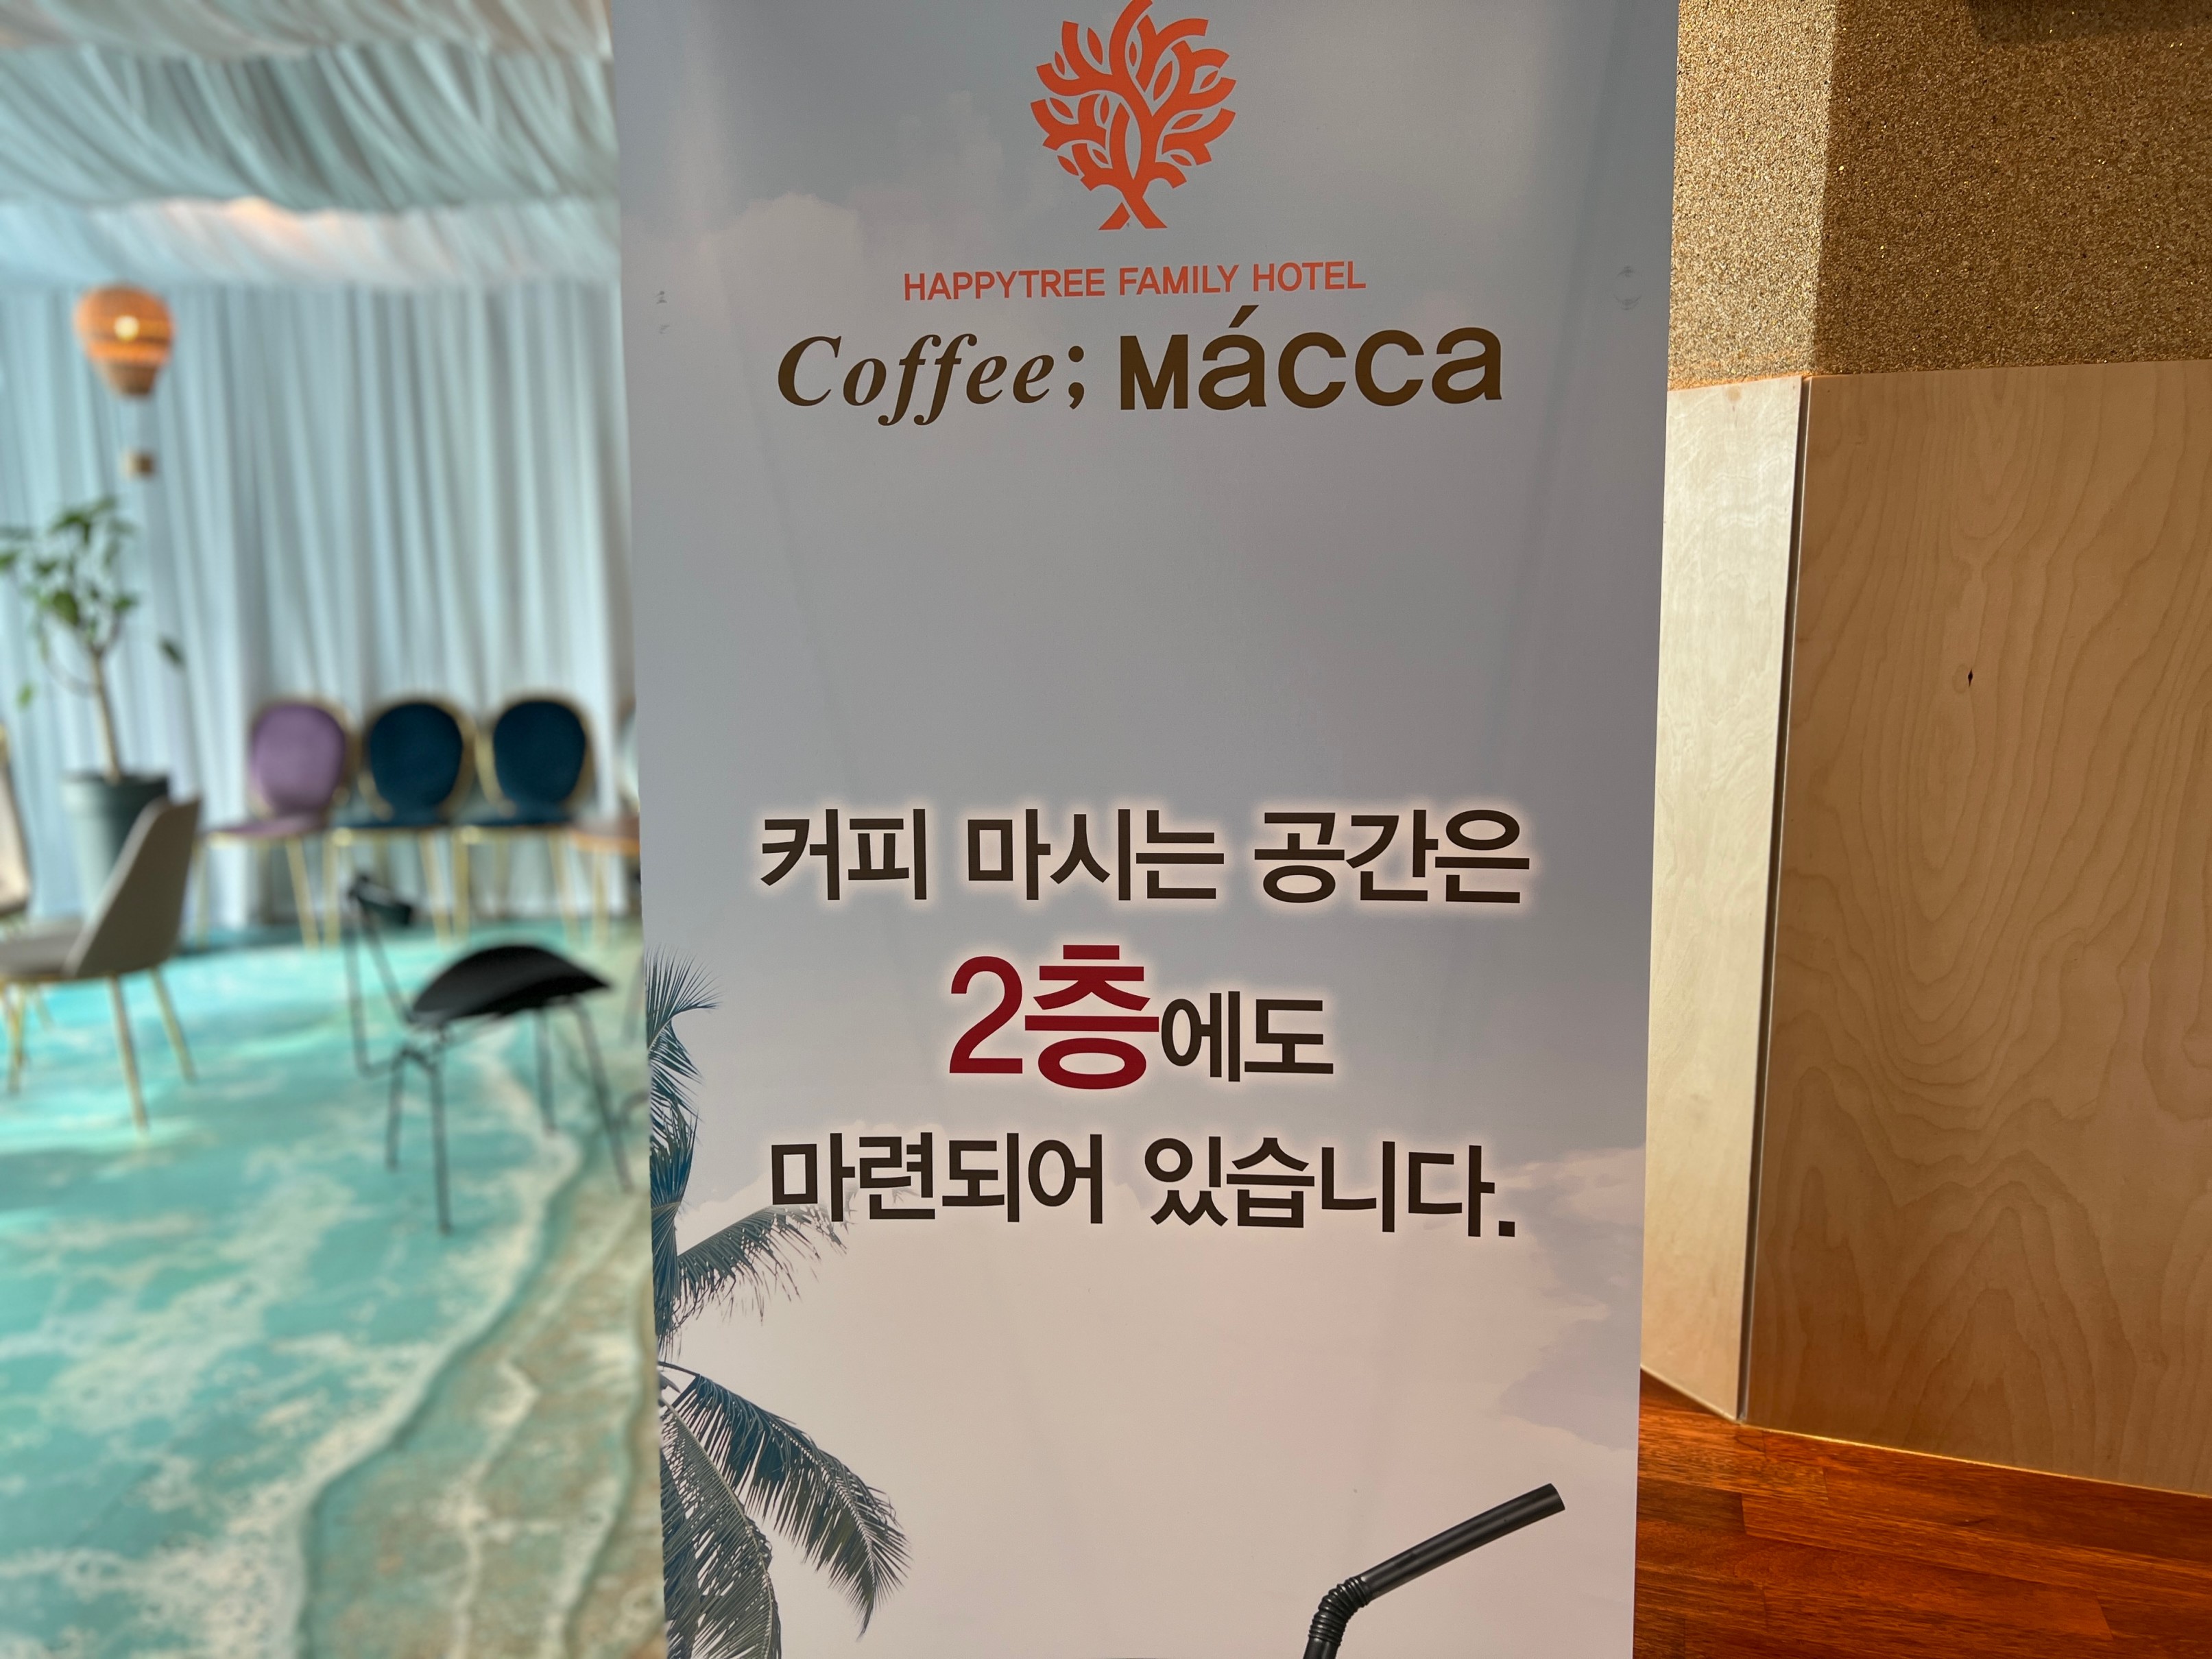 HAPPYTREE FAMILY HOTEL
Coffee; Mácca
커피 마시는 공간은
2층에도
마련되어 있습니다.